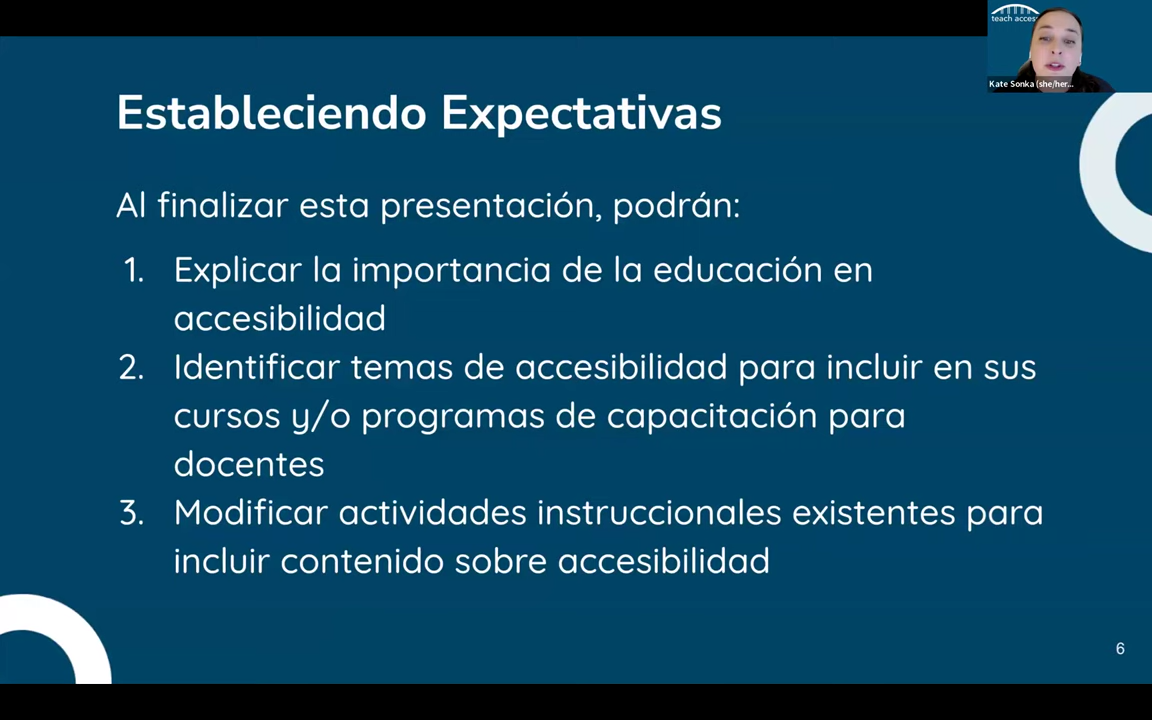 teach access
Kate Sonka (she/her...
Estableciendo Expectativas
Al finalizar esta presentación, podrán:
1. Explicar la importancia de la educación en
accesibilidad
2. Identificar temas de accesibilidad para incluir en sus
cursos y/o programas de capacitación para
docentes
3. Modificar actividades instruccionales existentes para
incluir contenido sobre accesibilidad
6